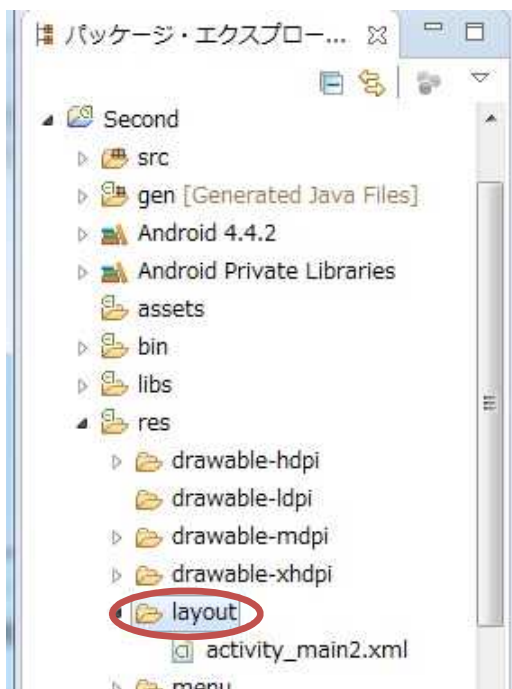 パッケージ・エクスプロー...
Second
src
gen [Generated Java Files]
Android 4.4.2
Android Private Libraries
assets
bin
libs
res
drawable-hdpi
drawable-ldpi
drawable-mdpi
drawable-xhdpi
layout
activity_main2.xml
menu